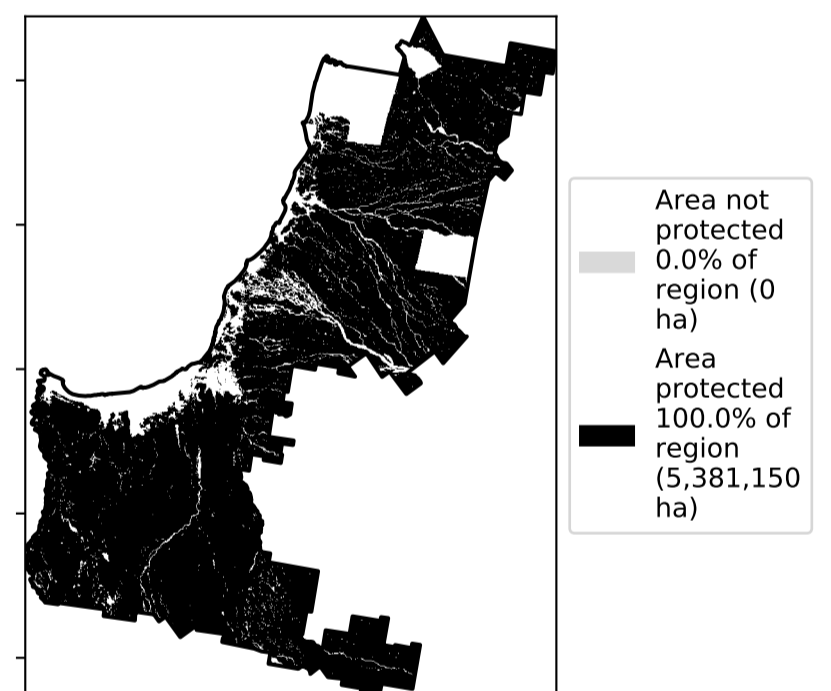 Area not
protected
0.0% of
region (0
ha)
Area
protected
100.0% of
region
(5,381,150
ha)